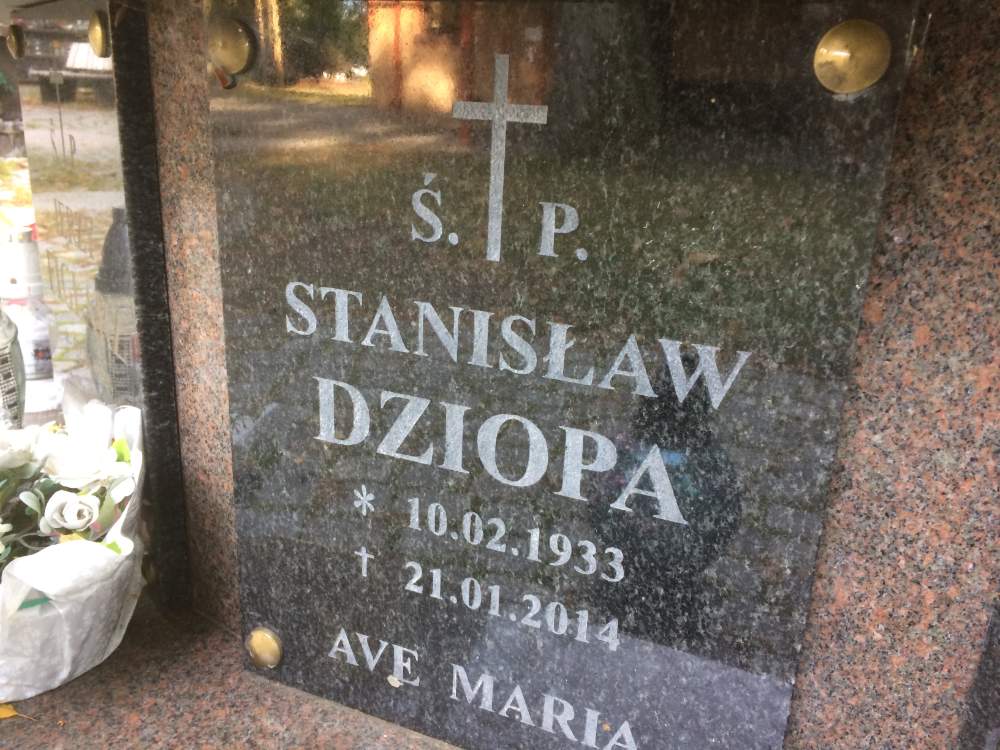 Ś. P.
STANISŁAW
DZIOPA
* 10.02.1933
† 21.01.2014
AVE MARIA